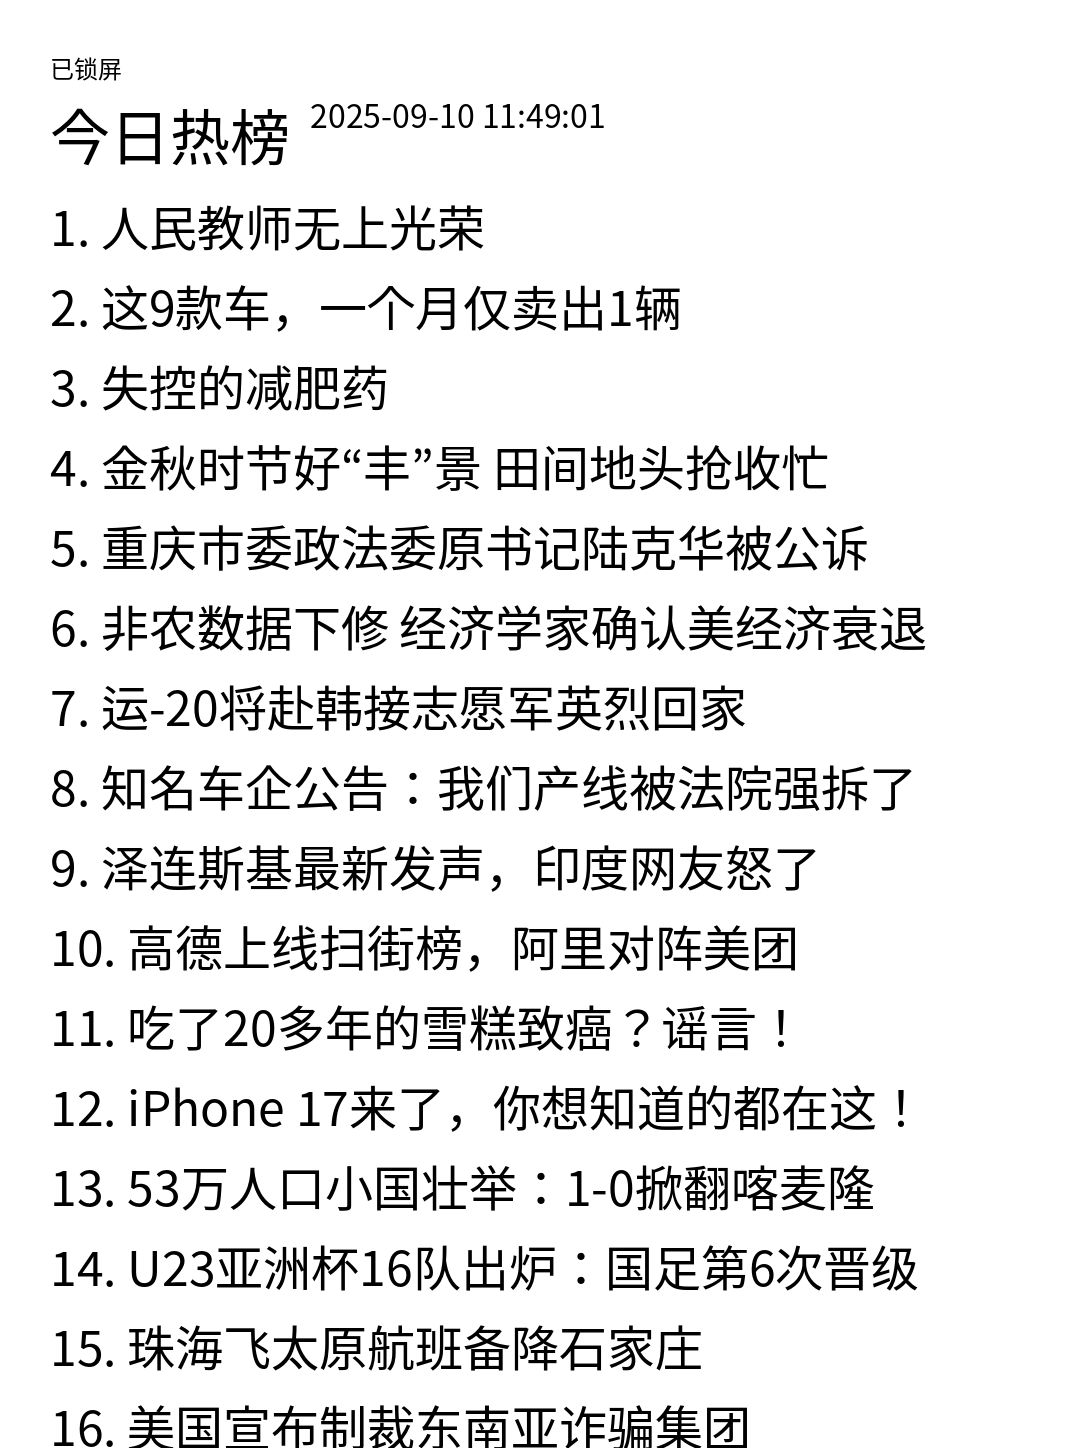 已锁屏
今日热榜 2025-09-10 11:49:01
1. 人民教师无上光荣
2. 这9款车，一个月仅卖出1辆
3. 失控的减肥药
4. 金秋时节好“丰”景 田间地头抢收忙
5. 重庆市委政法委原书记陆克华被公诉
6. 非农数据下修 经济学家确认美经济衰退
7. 运-20将赴韩接志愿军英烈回家
8. 知名车企公告：我们产线被法院强拆了
9. 泽连斯基最新发声，印度网友怒了
10. 高德上线扫街榜，阿里对阵美团
11. 吃了20多年的雪糕致癌？谣言！
12. iPhone 17来了，你想知道的都在这！
13. 53万人口小国壮举：1-0掀翻喀麦隆
14. U23亚洲杯16队出炉：国足第6次晋级
15. 珠海飞太原航班备降石家庄
16. 美国宣布制裁东南亚诈骗集团